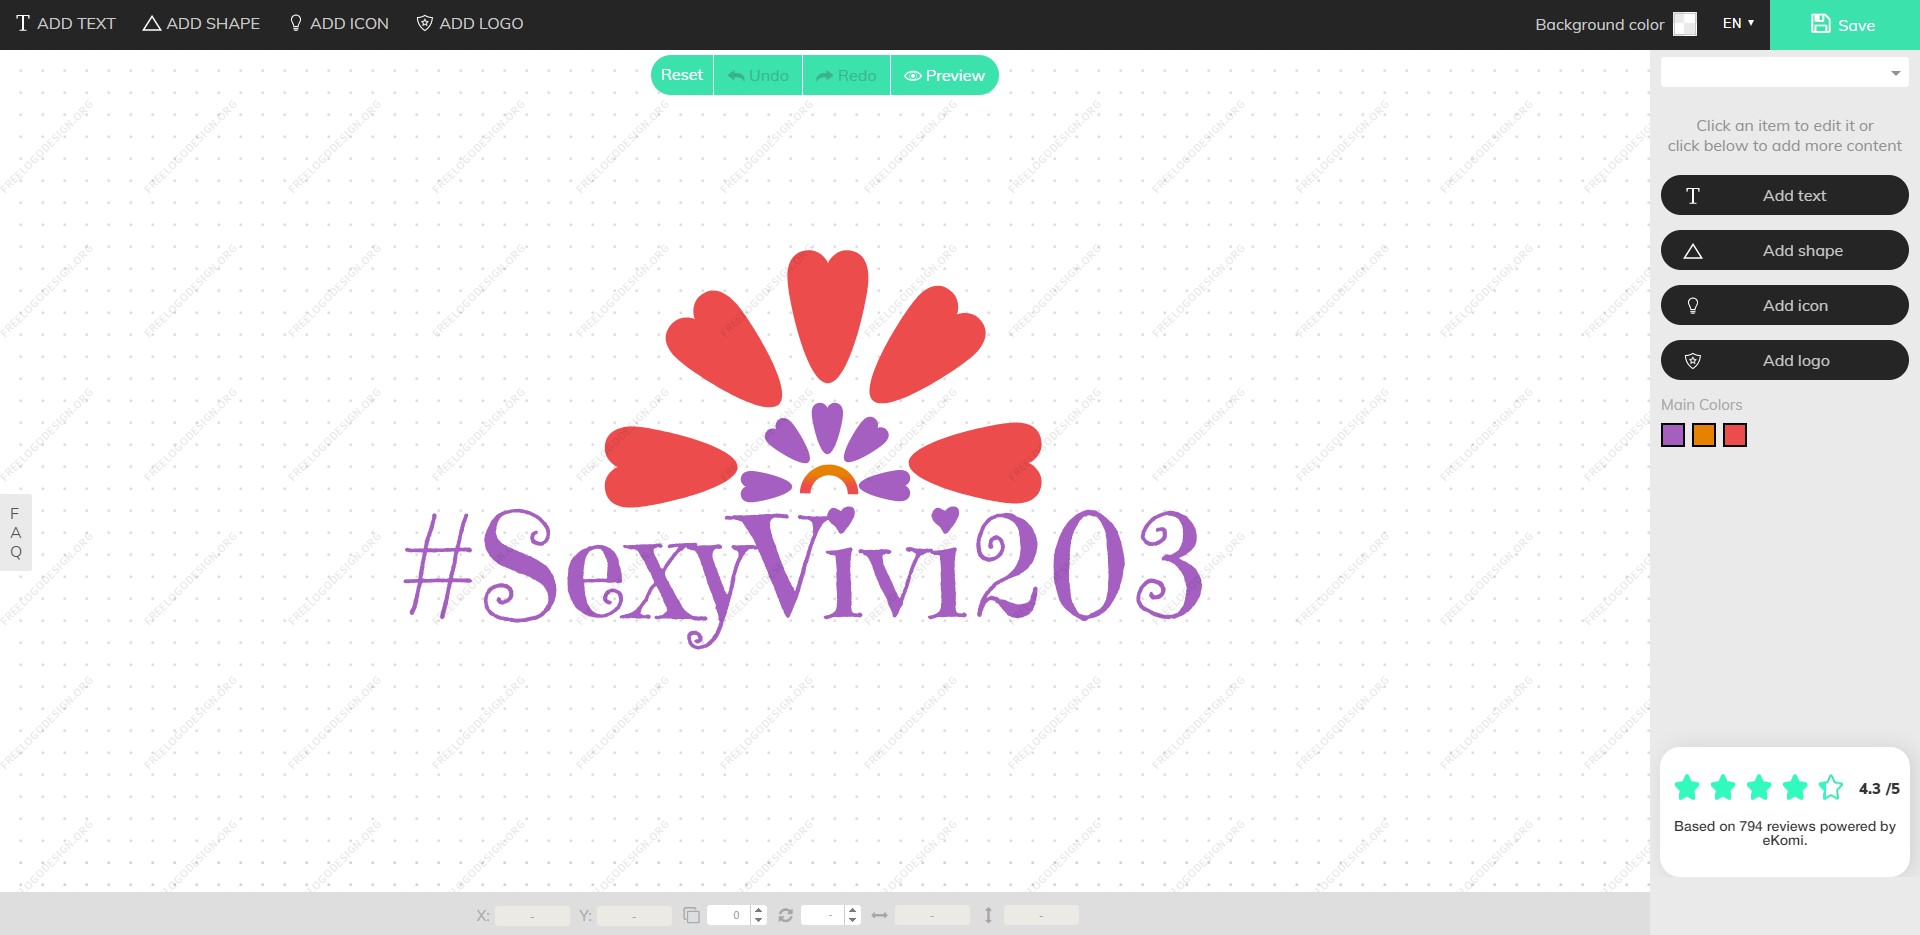 ADD TEXT ADD SHAPE ADD ICON ADD LOGO Background color EN Save
Reset Undo Redo Preview
Click an item to edit it or
click below to add more content
Add text
Add shape
Add icon
Add logo
Main Colors
#SexyVivi203
F
A
Q
4.3 /5
Based on 794 reviews powered by
eKomi.
X: - Y: - 0 - - -
FREELOGODESIGN.ORG